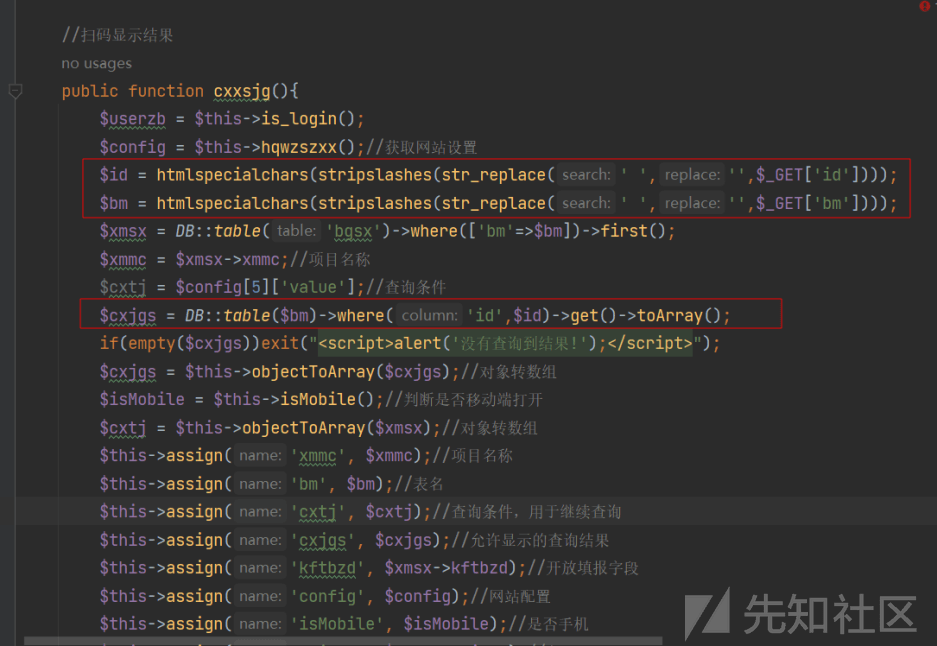 //扫码显示结果
no usages
public function cxxsjg(){
$userzb = $this->is_login();
$config = $this->hqwzszxx();//获取网站设置
$id = htmlspecialchars(stripslashes(str_replace( search: ' ', replace: '',$_GET['id'])));
$bm = htmlspecialchars(stripslashes(str_replace( search: ' ', replace: '',$_GET['bm'])));
$xmsx = DB::table( table: 'bgsx')->where(['bm'=>$bm])->first();
$xmmc = $xmsx->xmmc;//项目名称
$cxtj = $config[5]['value'];//查询条件
$cxjgs = DB::table($bm)->where( column: 'id',$id)->get()->toArray();
if(empty($cxjgs))exit("<script>alert('没有查询到结果!');</script>");
$cxjgs = $this->objectToArray($cxjgs);//对象转数组
$isMobile = $this->isMobile();//判断是否移动端打开
$cxtj = $this->objectToArray($xmsx);//对象转数组
$this->assign( name: 'xmmc', $xmmc);//项目名称
$this->assign( name: 'bm', $bm);//表名
$this->assign( name: 'cxtj', $cxtj);//查询条件，用于继续查询
$this->assign( name: 'cxjgs', $cxjgs);//允许显示的查询结果
$this->assign( name: 'kftbzd', $xmsx->kftbzd);//开放填报字段
$this->assign( name: 'config', $config);//网站配置
$this->assign( name: 'isMobile', $isMobile);//是否手机
先知社区